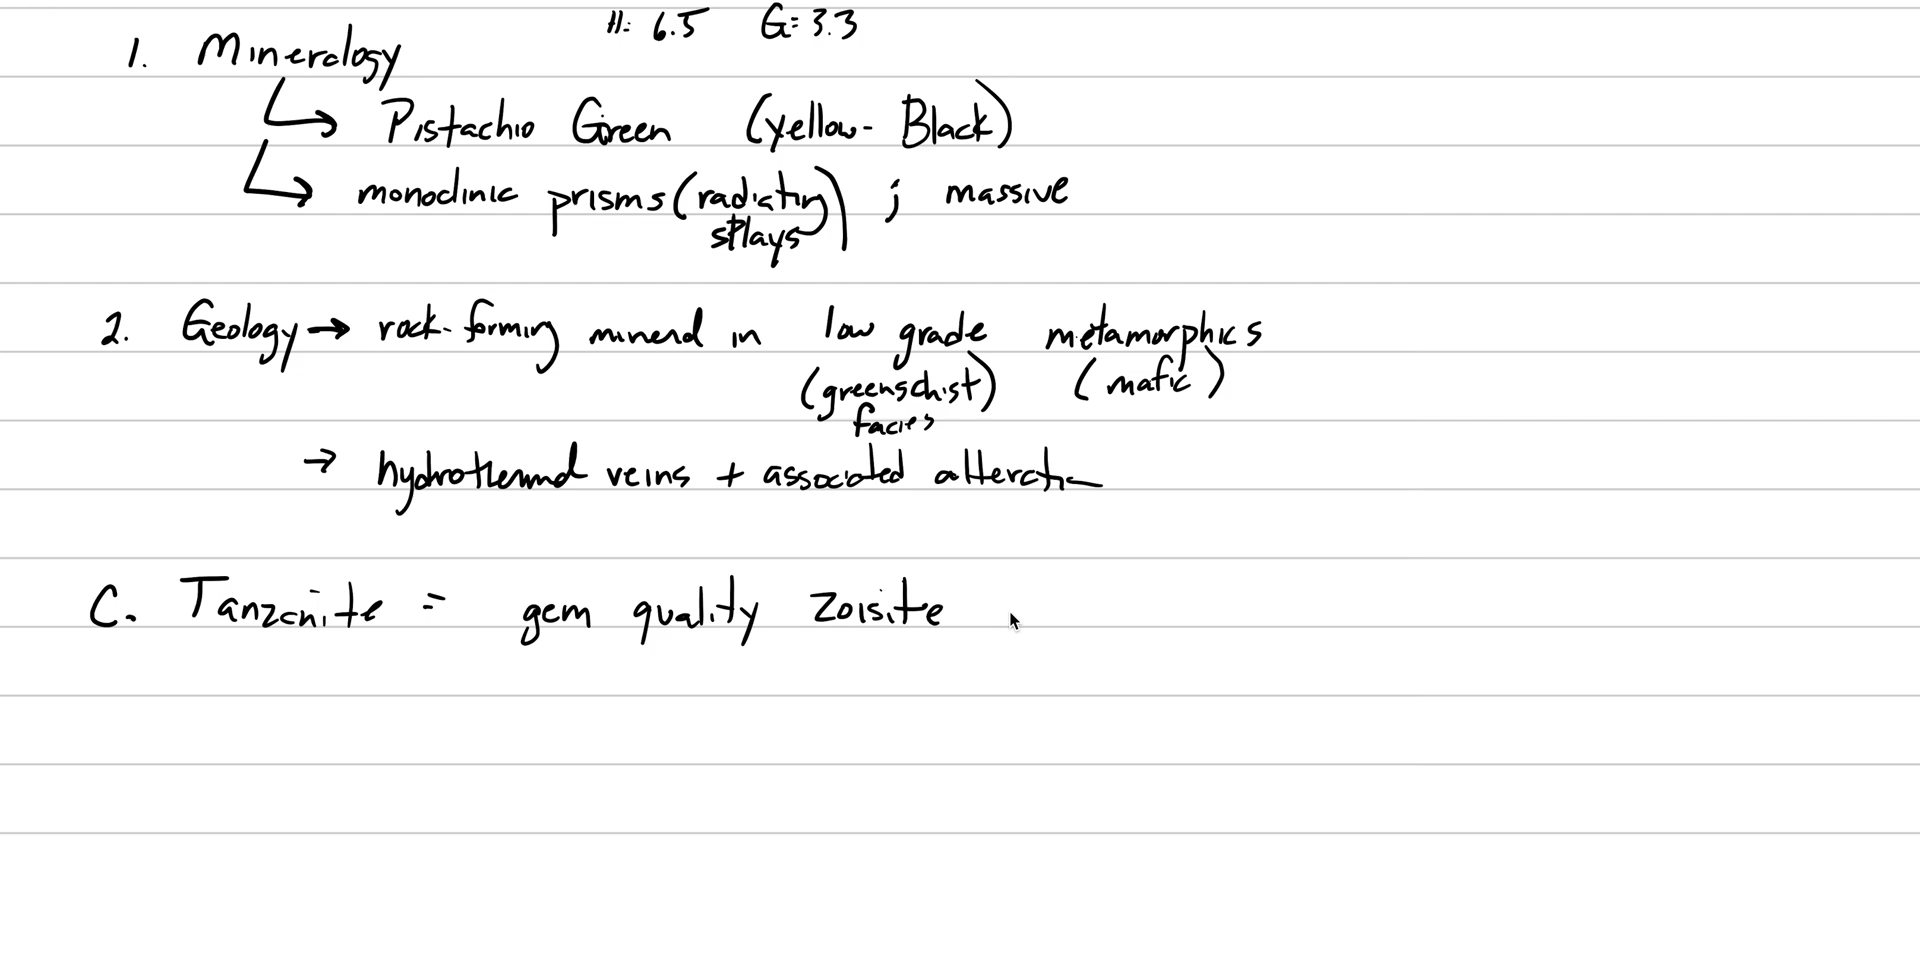 H: 6.5 G= 3.3
1. Mineralogy
↳ Pistachio Green (yellow - Black)
↳ monoclinic prisms (radiating splays) ; massive
2. Geology → rock-forming mineral in low grade metamorphics
(greenschist) (mafic)
facies
→ hydrothermal veins + associated alteration
C. Tanzanite = gem quality zoisite